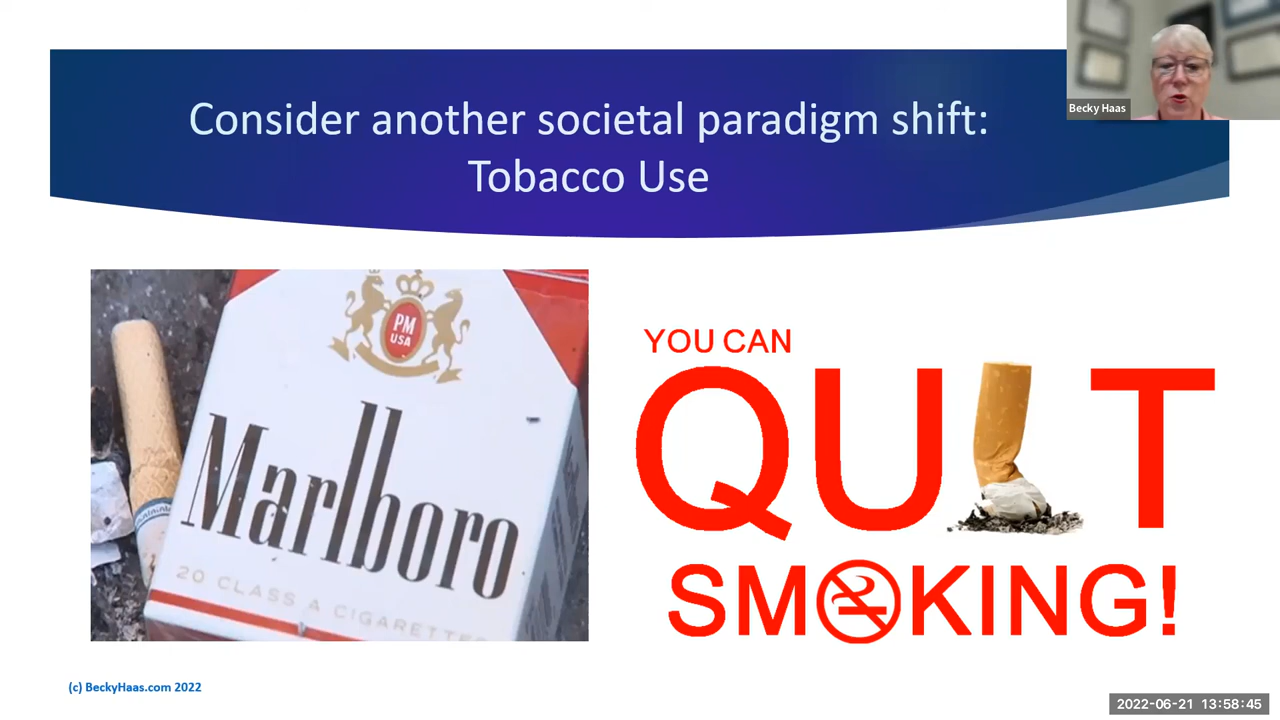 Consider another societal paradigm shift:
Tobacco Use
Becky Haas
PM
USA
Marlboro
20 CLASS A CIGARETTES
YOU CAN
QUIT
SMOKING!
(c) BeckyHaas.com 2022
2022-06-21 13:58:45